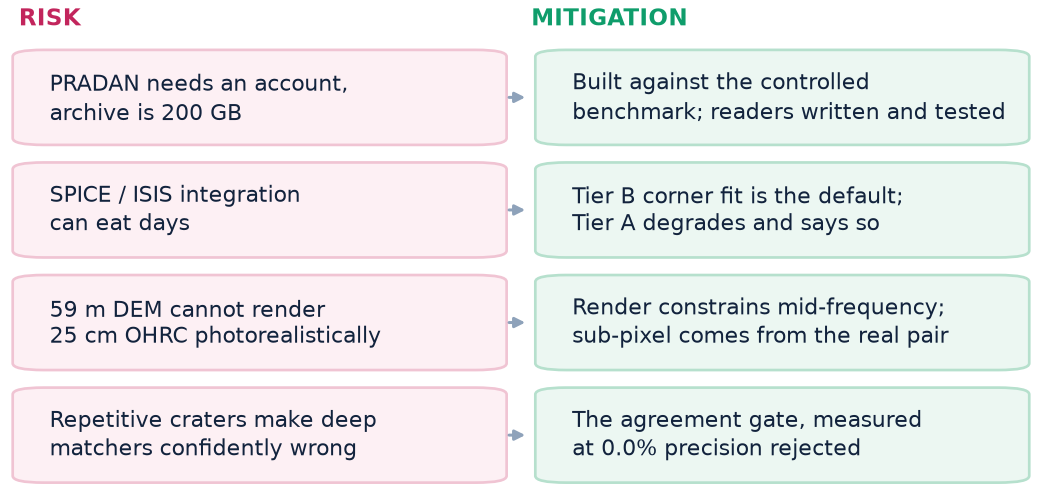 RISK
MITIGATION
PRADAN needs an account,
archive is 200 GB
Built against the controlled
benchmark; readers written and tested
SPICE / ISIS integration
can eat days
Tier B corner fit is the default;
Tier A degrades and says so
59 m DEM cannot render
25 cm OHRC photorealistically
Render constrains mid-frequency;
sub-pixel comes from the real pair
Repetitive craters make deep
matchers confidently wrong
The agreement gate, measured
at 0.0% precision rejected